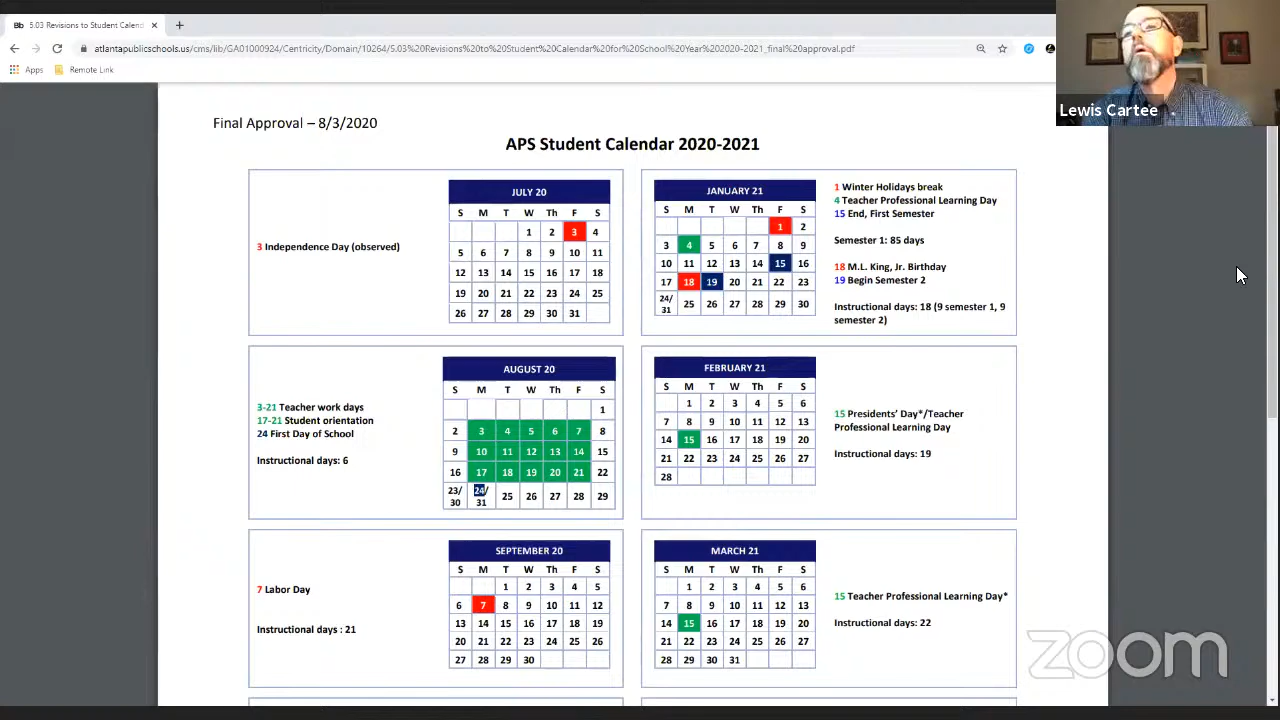 Bb 5.03 Revisions to Student Calend
atlantapublicschools.us/cms/lib/GA01000924/Centricity/Domain/10264/
Apps Remote Link
Lewis Cartee
Final Approval – 8/3/2020
APS Student Calendar 2020-2021
3 Independence Day (observed)
JULY 20
S M T W Th F S
1 2 3 4
5 6 7 8 9 10 11
12 13 14 15 16 17 18
19 20 21 22 23 24 25
26 27 28 29 30 31
JANUARY 21
S M T W Th F S
1 2
3 4 5 6 7 8 9
10 11 12 13 14 15 16
17 18 19 20 21 22 23
24/
31 25 26 27 28 29 30
1 Winter Holidays break
4 Teacher Professional Learning Day
15 End, First Semester
Semester 1: 85 days
18 M.L. King, Jr. Birthday
19 Begin Semester 2
Instructional days: 18 (9 semester 1, 9
semester 2)
3-21 Teacher work days
17-21 Student orientation
24 First Day of School
Instructional days: 6
AUGUST 20
S M T W Th F S
1
2 3 4 5 6 7 8
9 10 11 12 13 14 15
16 17 18 19 20 21 22
23/ 24/
30 31 25 26 27 28 29
FEBRUARY 21
S M T W Th F S
1 2 3 4 5 6
7 8 9 10 11 12 13
14 15 16 17 18 19 20
21 22 23 24 25 26 27
28
15 Presidents' Day*/Teacher
Professional Learning Day
Instructional days: 19
7 Labor Day
Instructional days : 21
SEPTEMBER 20
S M T W Th F S
1 2 3 4 5
6 7 8 9 10 11 12
13 14 15 16 17 18 19
20 21 22 23 24 25 26
27 28 29 30
MARCH 21
S M T W Th F S
1 2 3 4 5 6
7 8 9 10 11 12 13
14 15 16 17 18 19 20
21 22 23 24 25 26 27
28 29 30 31
15 Teacher Professional Learning Day*
Instructional days: 22
zoom